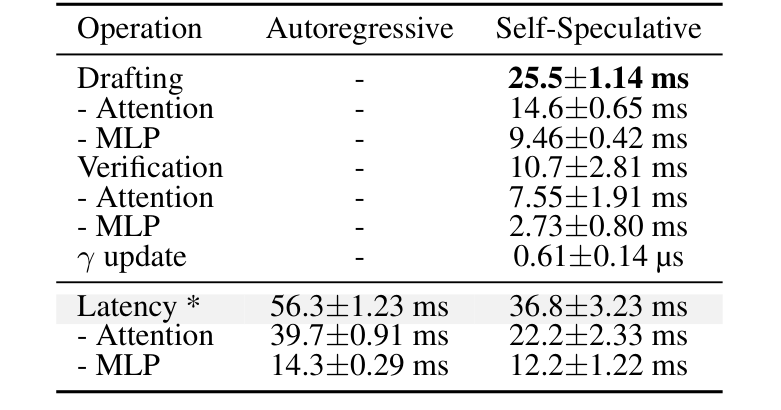 Operation Autoregressive Self-Speculative
Drafting - 25.5±1.14 ms
- Attention - 14.6±0.65 ms
- MLP - 9.46±0.42 ms
Verification - 10.7±2.81 ms
- Attention - 7.55±1.91 ms
- MLP - 2.73±0.80 ms
γ update - 0.61±0.14 µs
Latency * 56.3±1.23 ms 36.8±3.23 ms
- Attention 39.7±0.91 ms 22.2±2.33 ms
- MLP 14.3±0.29 ms 12.2±1.22 ms